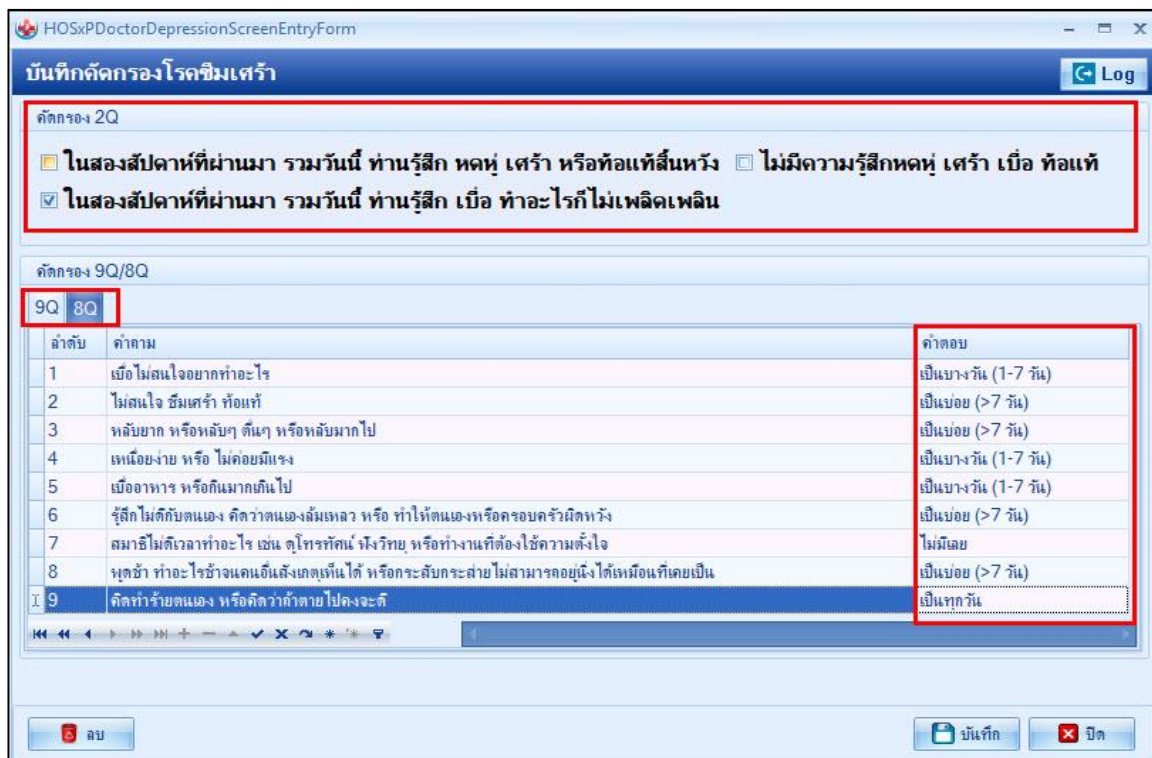 HOSxPDoctorDepressionScreenEntryForm
บันทึกคัดกรองโรคซึมเศร้า
Log
คัดกรอง 2Q
ในสองสัปดาห์ที่ผ่านมา รวมวันนี้ ท่านรู้สึก หดหู่ เศร้า หรือท้อแท้สิ้นหวัง ไม่มีความรู้สึกหดหู่ เศร้า เบื่อ ท้อแท้
ในสองสัปดาห์ที่ผ่านมา รวมวันนี้ ท่านรู้สึก เบื่อ ทำอะไรก็ไม่เพลิดเพลิน
คัดกรอง 9Q/8Q
9Q 8Q
ลำดับ คำถาม คำตอบ
1 เบื่อไม่สนใจอยากทำอะไร เป็นบางวัน (1-7 วัน)
2 ไม่สนใจ ซึมเศร้า ท้อแท้ เป็นบ่อย (>7 วัน)
3 หลับยาก หรือหลับๆ ตื่นๆ หรือหลับมากไป เป็นบ่อย (>7 วัน)
4 เหนื่อยง่าย หรือ ไม่ค่อยมีแรง เป็นบางวัน (1-7 วัน)
5 เบื่ออาหาร หรือกินมากเกินไป เป็นบางวัน (1-7 วัน)
6 รู้สึกไม่ดีกับตนเอง คิดว่าตนเองล้มเหลว หรือ ทำให้ตนเองหรือครอบครัวผิดหวัง เป็นบ่อย (>7 วัน)
7 สมาธิไม่ดีเวลาทำอะไร เช่น ดูโทรทัศน์ ฟังวิทยุ หรือทำงานที่ต้องใช้ความตั้งใจ ไม่มีเลย
8 พูดช้า ทำอะไรช้าจนคนอื่นสังเกตุเห็นได้ หรือกระสับกระส่ายไม่สามารถอยู่นิ่งได้เหมือนที่เคยเป็น เป็นบ่อย (>7 วัน)
9 คิดทำร้ายตนเอง หรือคิดว่าถ้าตายไปคงจะดี เป็นทุกวัน
ลบ บันทึก ปิด